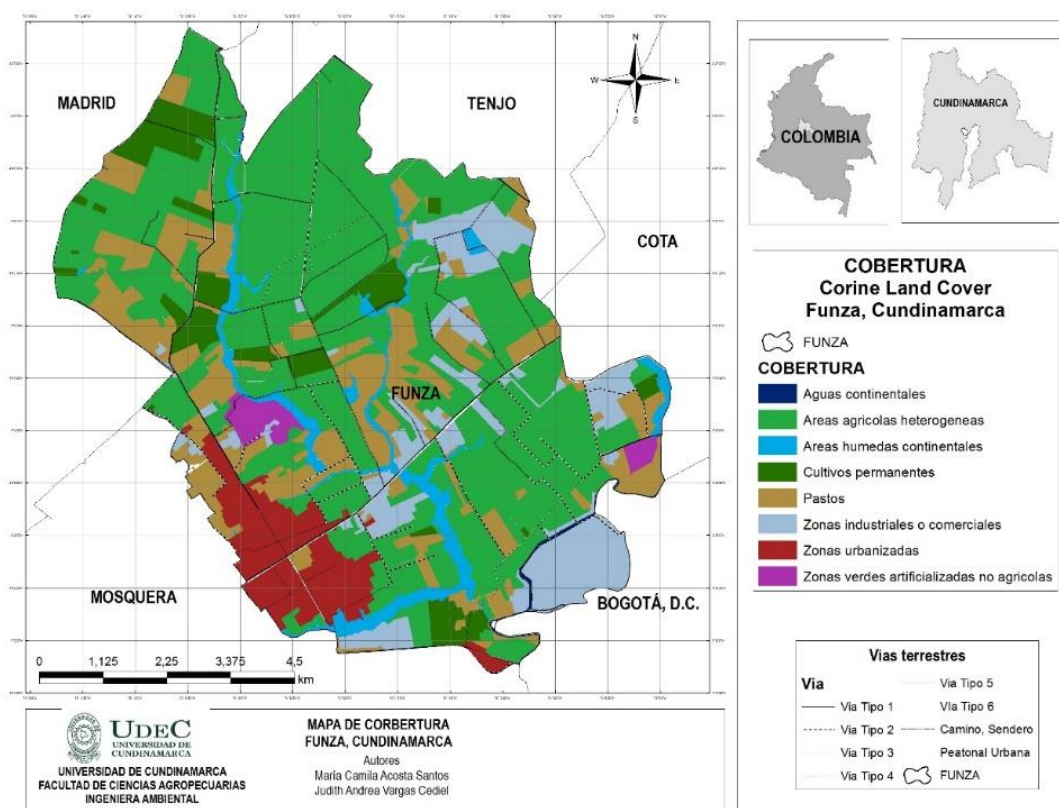 MADRID
TENJO
N
W
E
S
COTA
FUNZA
MOSQUERA
BOGOTÁ, D.C.
0 1,125 2,25 3,375 4,5
km
UDEC
UNIVERSIDAD DE
CUNDINAMARCA
UNIVERSIDAD DE CUNDINAMARCA
FACULTAD DE CIENCIAS AGROPECUARIAS
INGENIERA AMBIENTAL
MAPA DE CORBERTURA
FUNZA, CUNDINAMARCA
Autores
María Camila Acosta Santos
Judith Andrea Vargas Cediel
COLOMBIA
CUNDINAMARCA
COBERTURA
Corine Land Cover
Funza, Cundinamarca
FUNZA
COBERTURA
Aguas continentales
Areas agricolas heterogeneas
Areas humedas continentales
Cultivos permanentes
Pastos
Zonas industriales o comerciales
Zonas urbanizadas
Zonas verdes artificializadas no agricolas
Vias terrestres
Via
Via Tipo 1
Via Tipo 2
Via Tipo 3
Via Tipo 4
Via Tipo 5
VIa Tipo 6
Camino, Sendero
Peatonal Urbana
FUNZA